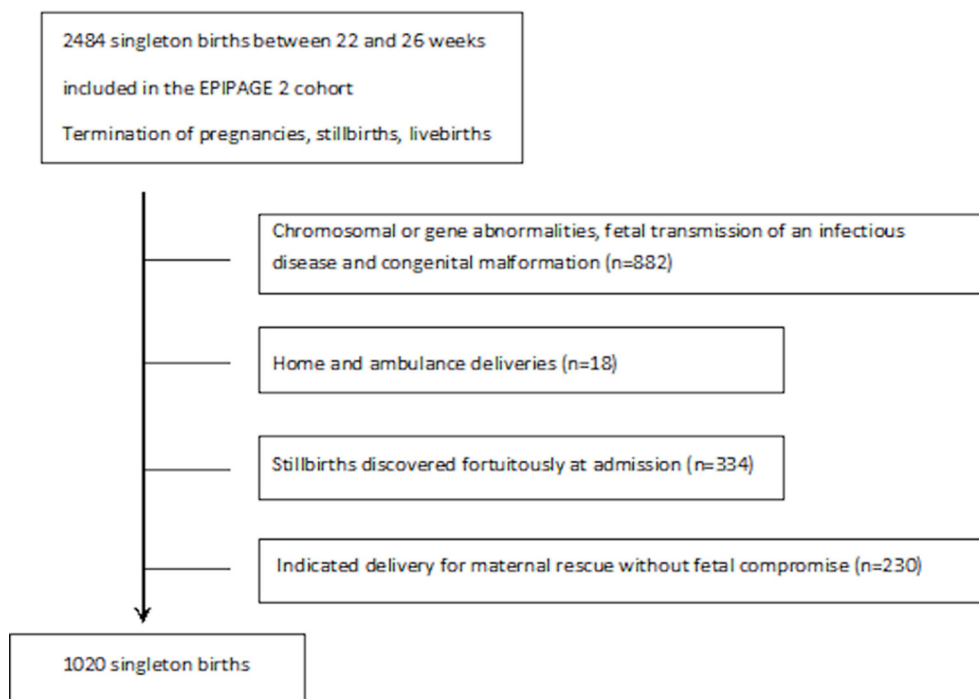 2484 singleton births between 22 and 26 weeks
included in the EPIPAGE 2 cohort
Termination of pregnancies, stillbirths, livebirths
Chromosomal or gene abnormalities, fetal transmission of an infectious
disease and congenital malformation (n=882)
Home and ambulance deliveries (n=18)
Stillbirths discovered fortuitously at admission (n=334)
Indicated delivery for maternal rescue without fetal compromise (n=230)
1020 singleton births